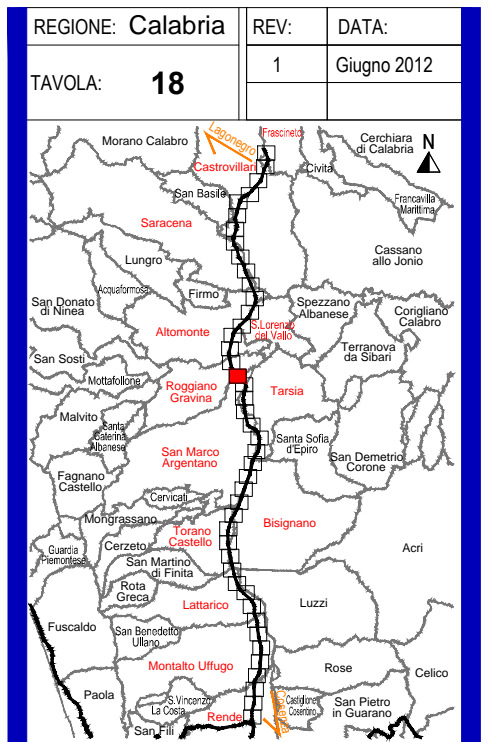 REGIONE: Calabria
REV:
DATA:
TAVOLA: 18
1
Giugno 2012
Lagonegro
Frascineto
Morano Calabro
Cerchiara
di Calabria
N
Castrovillari
Civita
San Basile
Francavilla
Marittima
Saracena
Cassano
allo Jonio
Lungro
Acquaformosa
Firmo
San Donato
di Ninea
Spezzano
Albanese
Corigliano
Calabro
Altomonte
S.Lorenzo
del Vallo
Terranova
da Sibari
San Sosti
Mottafollone
Roggiano
Gravina
Tarsia
Malvito
Santa
Caterina
Albanese
Santa Sofia
d'Epiro
San Marco
Argentano
San Demetrio
Corone
Fagnano
Castello
Cervicati
Mongrassano
Bisignano
Torano
Castello
Cerzeto
Guardia
Piemontese
Acri
San Martino
di Finita
Rota
Greca
Lattarico
Luzzi
Fuscaldo
San Benedetto
Ullano
Montalto Uffugo
Rose
Celico
Paola
S.Vincenzo
La Costa
Cosenza
Castiglione
Cosentino
San Pietro
in Guarano
Rende
San Fili